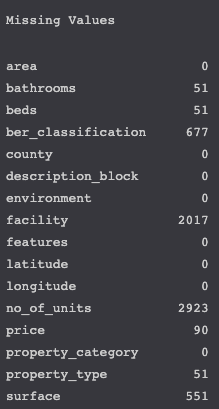 Missing Values
area 0
bathrooms 51
beds 51
ber_classification 677
county 0
description_block 0
environment 0
facility 2017
features 0
latitude 0
longitude 0
no_of_units 2923
price 90
property_category 0
property_type 51
surface 551